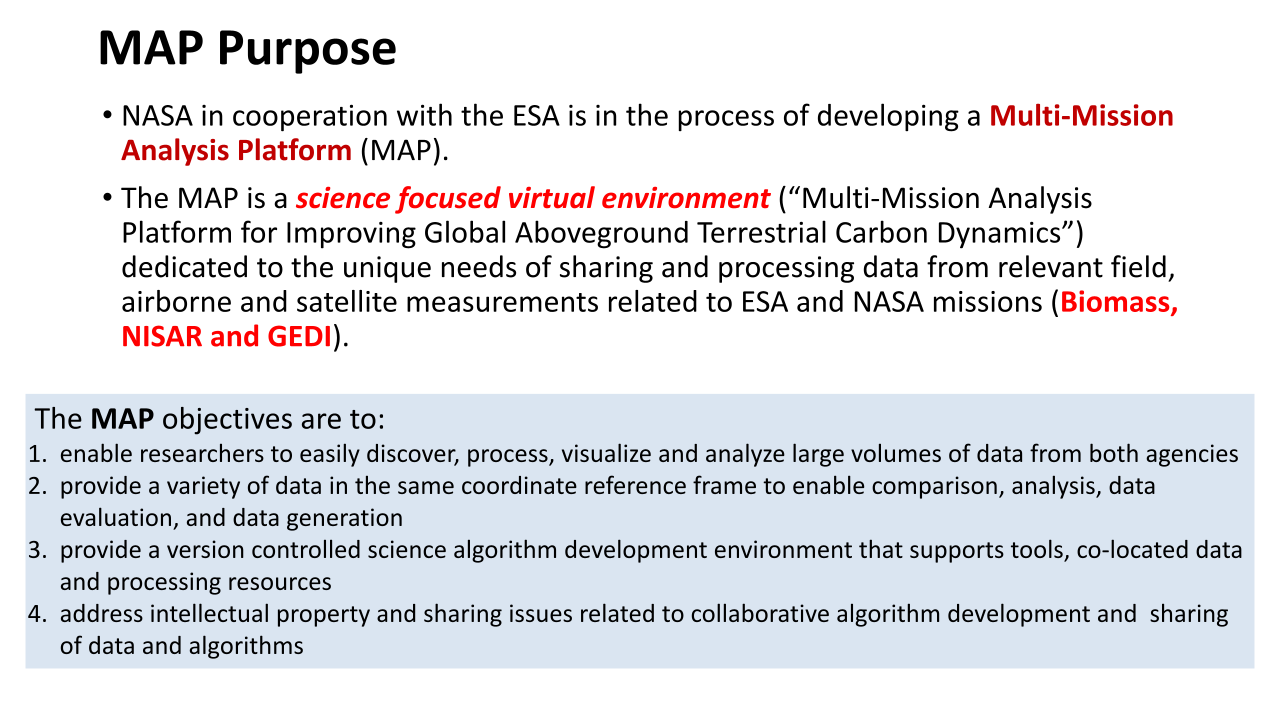 MAP Purpose
• NASA in cooperation with the ESA is in the process of developing a Multi-Mission
Analysis Platform (MAP).
• The MAP is a science focused virtual environment (“Multi-Mission Analysis
Platform for Improving Global Aboveground Terrestrial Carbon Dynamics”)
dedicated to the unique needs of sharing and processing data from relevant field,
airborne and satellite measurements related to ESA and NASA missions (Biomass,
NISAR and GEDI).
The MAP objectives are to:
1. enable researchers to easily discover, process, visualize and analyze large volumes of data from both agencies
2. provide a variety of data in the same coordinate reference frame to enable comparison, analysis, data
evaluation, and data generation
3. provide a version controlled science algorithm development environment that supports tools, co-located data
and processing resources
4. address intellectual property and sharing issues related to collaborative algorithm development and  sharing
of data and algorithms